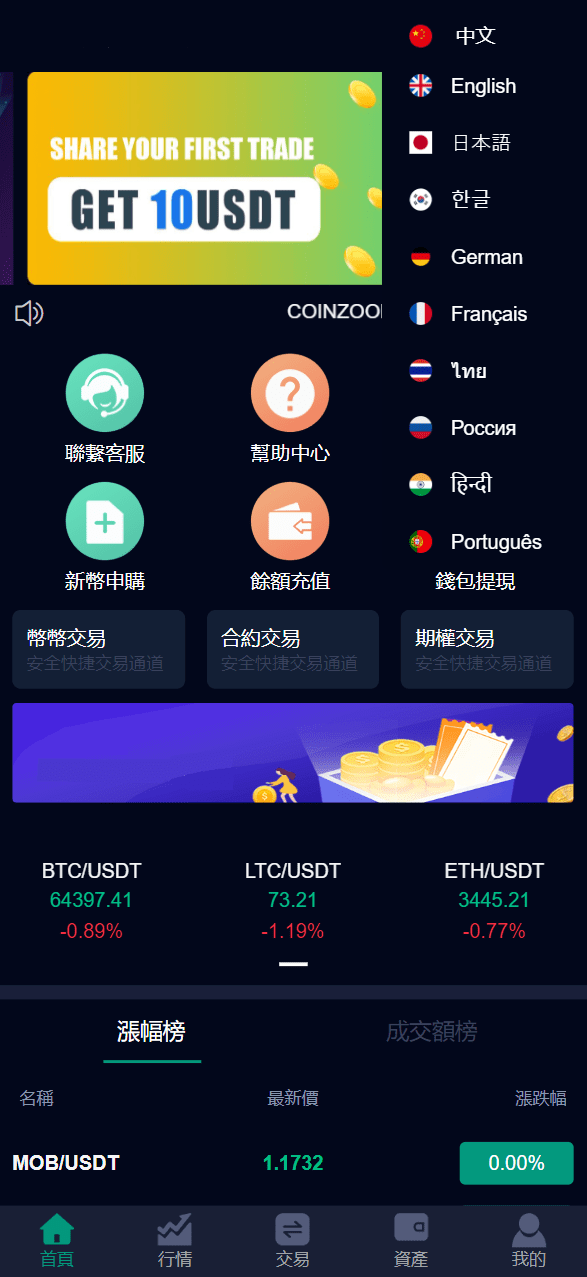 中文
English
SHARE YOUR FIRST TRADE
日本語
GET 10USDT
한글
German
COINZOO
Français
ไทย
Россия
聯繫客服
幫助中心
हिन्दी
Português
新幣申購
餘額充值
錢包提現
幣幣交易
合約交易
期權交易
安全快捷交易通道
安全快捷交易通道
安全快捷交易通道
BTC/USDT
LTC/USDT
ETH/USDT
64397.41
73.21
3445.21
-0.89%
-1.19%
-0.77%
漲幅榜
成交額榜
名稱
最新價
漲跌幅
MOB/USDT
1.1732
0.00%
首頁
行情
交易
資產
我的